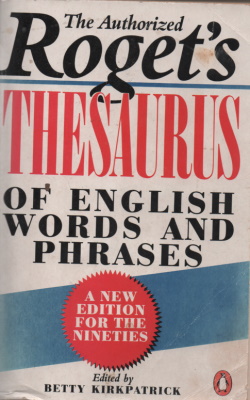 The Authorized
Roget's
THESAURUS
OF ENGLISH
WORDS AND
PHRASES
A NEW
EDITION
FOR THE
NINETIES
Edited by
BETTY KIRKPATRICK